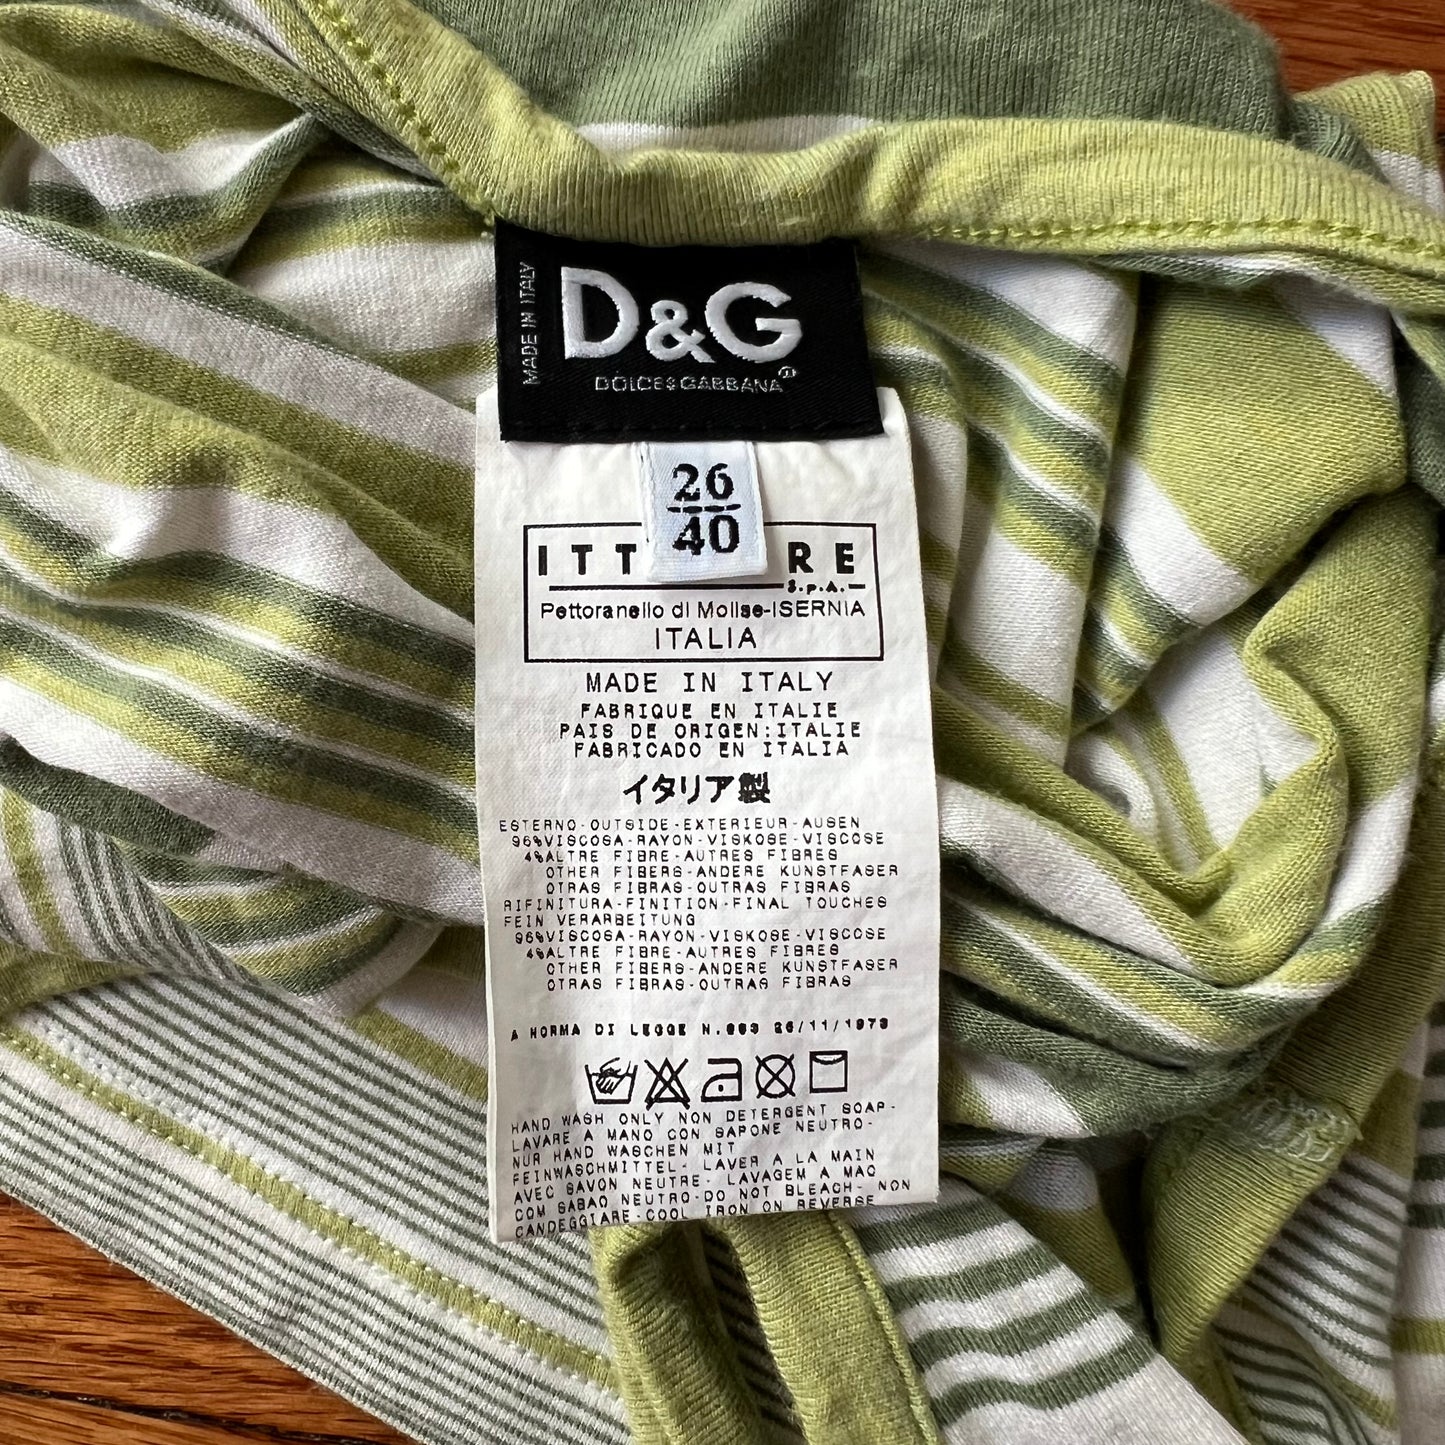 MADE IN ITALY
D&G
DOLCE&GABBANA®
26
40
ITT RE
S.p.A.
Pettoranello di Molise-ISERNIA
ITALIA
MADE IN ITALY
FABRIQUE EN ITALIE
PAIS DE ORIGEN:ITALIE
FABRICADO EN ITALIA
イタリア製
ESTERNO-OUTSIDE-EXTERIEUR-AUSEN
96%VISCOSA-RAYON-VISKOSE-VISCOSE
4%ALTRE FIBRE-AUTRES FIBRES
OTHER FIBERS-ANDERE KUNSTFASER
OTRAS FIBRAS-OUTRAS FIBRAS
RIFINITURA-FINITION-FINAL TOUCHES
FEIN VERARBEITUNG
96%VISCOSA-RAYON-VISKOSE-VISCOSE
4%ALTRE FIBRE-AUTRES FIBRES
OTHER FIBERS-ANDERE KUNSTFASER
OTRAS FIBRAS-OUTRAS FIBRAS
A NORMA DI LEGGE N.883 26/11/1973
HAND WASH ONLY NON DETERGENT SOAP-
LAVARE A MANO CON SAPONE NEUTRO-
NUR HAND WASCHEN MIT
FEINWASCHMITTEL- LAVER A LA MAIN
AVEC SAVON NEUTRE- LAVAGEM A MAO
COM SABAO NEUTRO-DO NOT BLEACH- NON
CANDEGGIARE-COOL IRON ON REVERSE